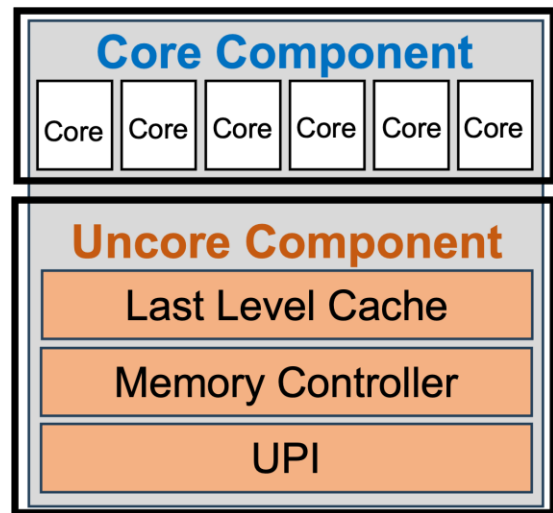 Core Component
Core Core Core Core Core Core
Uncore Component
Last Level Cache
Memory Controller
UPI